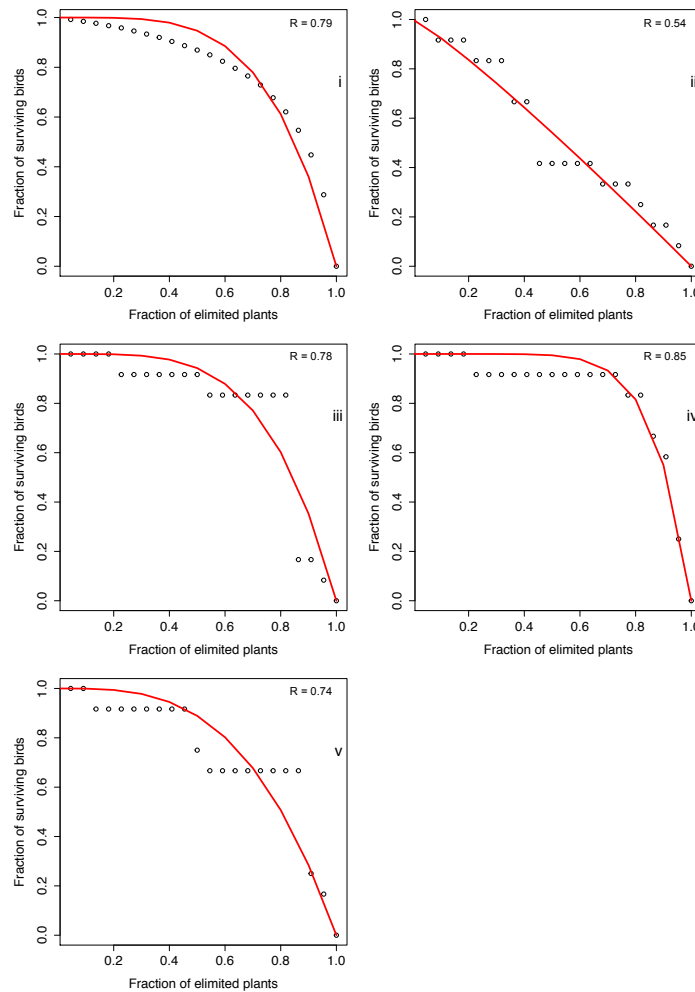 R = 0.79
i
Fraction of surviving birds
0.0 0.2 0.4 0.6 0.8 1.0
0.2 0.4 0.6 0.8 1.0
Fraction of elimited plants
R = 0.54
ii
Fraction of surviving birds
0.0 0.2 0.4 0.6 0.8 1.0
0.2 0.4 0.6 0.8 1.0
Fraction of elimited plants
R = 0.78
iii
Fraction of surviving birds
0.0 0.2 0.4 0.6 0.8 1.0
0.2 0.4 0.6 0.8 1.0
Fraction of elimited plants
R = 0.85
iv
Fraction of surviving birds
0.0 0.2 0.4 0.6 0.8 1.0
0.2 0.4 0.6 0.8 1.0
Fraction of elimited plants
R = 0.74
v
Fraction of surviving birds
0.0 0.2 0.4 0.6 0.8 1.0
0.2 0.4 0.6 0.8 1.0
Fraction of elimited plants